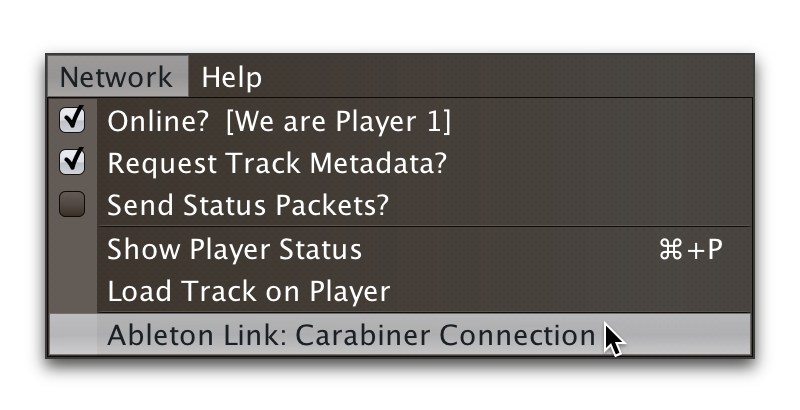 Network Help
Online? [We are Player 1]
Request Track Metadata?
Send Status Packets?
Show Player Status ⌘+P
Load Track on Player
Ableton Link: Carabiner Connection